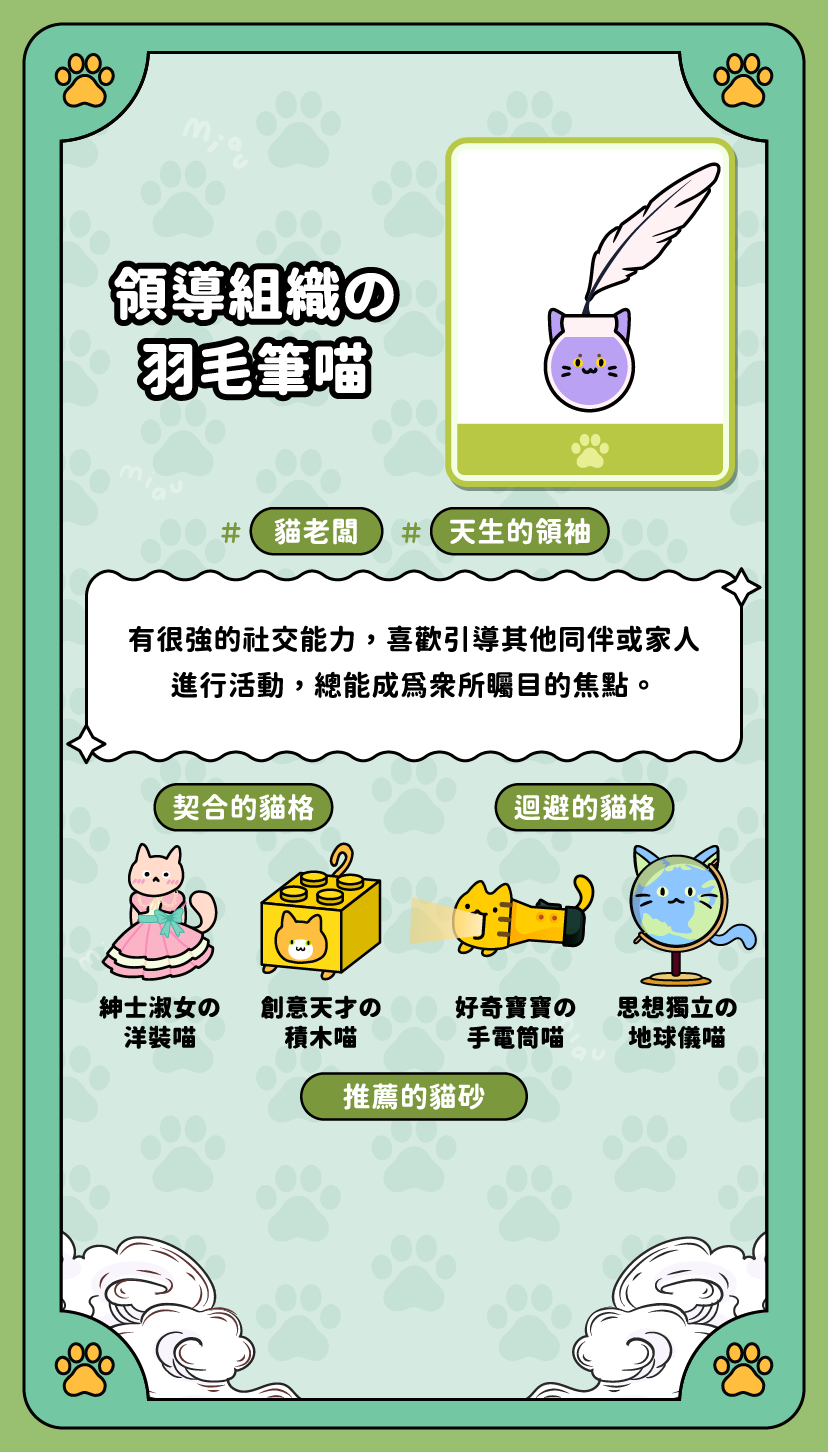 miau
領導組織の
羽毛筆喵
miau
# 貓老闆 # 天生的領袖
有很強的社交能力，喜歡引導其他同伴或家人
進行活動，總能成爲衆所矚目的焦點。
契合的貓格
迴避的貓格
紳士淑女の
洋裝喵
創意天才の
積木喵
好奇寶寶の
手電筒喵
思想獨立の
地球儀喵
推薦的貓砂